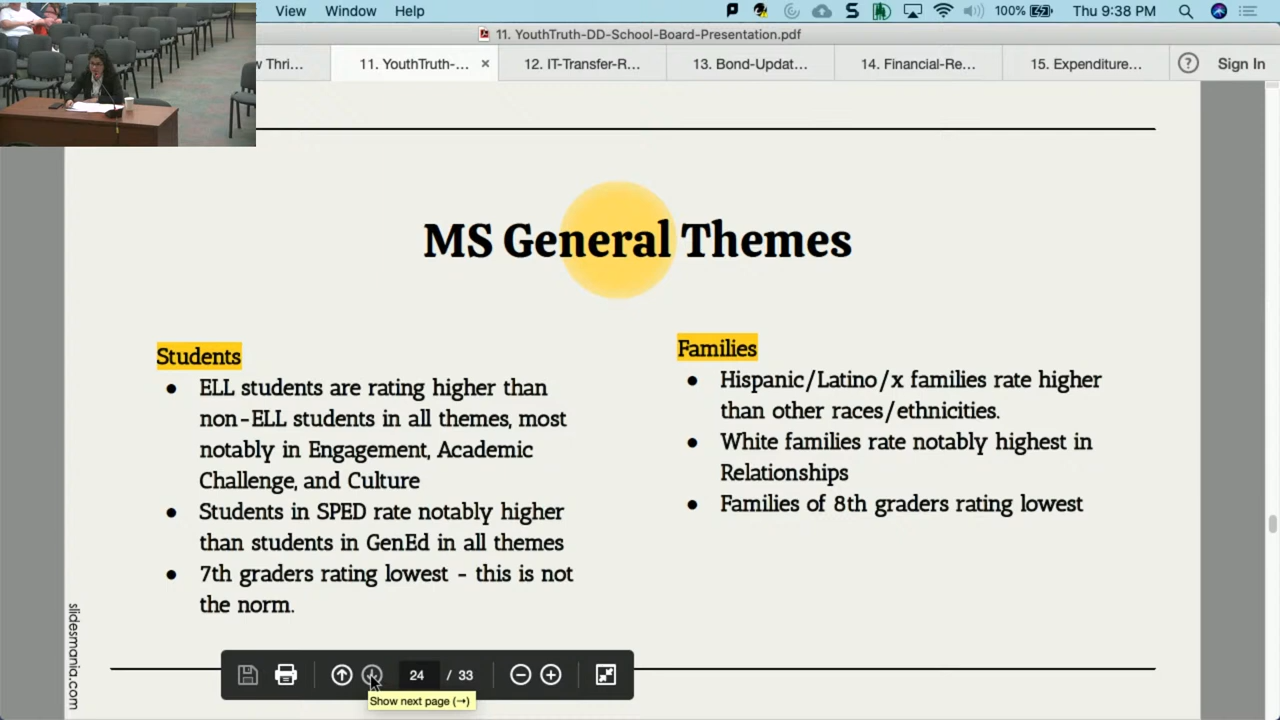 View Window Help 100% Thu 9:38 PM
11. YouthTruth-DD-School-Board-Presentation.pdf
w Thri... 11. YouthTruth-... × 12. IT-Transfer-R... 13. Bond-Updat... 14. Financial-Re... 15. Expenditure... ? Sign In
MS General Themes
Students
● ELL students are rating higher than
non-ELL students in all themes, most
notably in Engagement, Academic
Challenge, and Culture
● Students in SPED rate notably higher
than students in GenEd in all themes
● 7th graders rating lowest - this is not
the norm.
Families
● Hispanic/Latino/x families rate higher
than other races/ethnicities.
● White families rate notably highest in
Relationships
● Families of 8th graders rating lowest
slidesmania.com
24 / 33
Show next page (→)